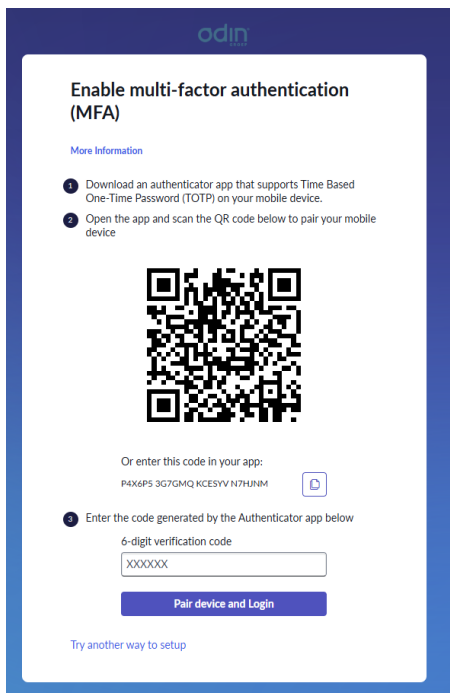 odin
GROUP
Enable multi-factor authentication
(MFA)
More Information
1 Download an authenticator app that supports Time Based
One-Time Password (TOTP) on your mobile device.
2 Open the app and scan the QR code below to pair your mobile
device
Or enter this code in your app:
P4X6P5 3G7GMQ KCESYV N7HJNM
3 Enter the code generated by the Authenticator app below
6-digit verification code
XXXXXX
Pair device and Login
Try another way to setup